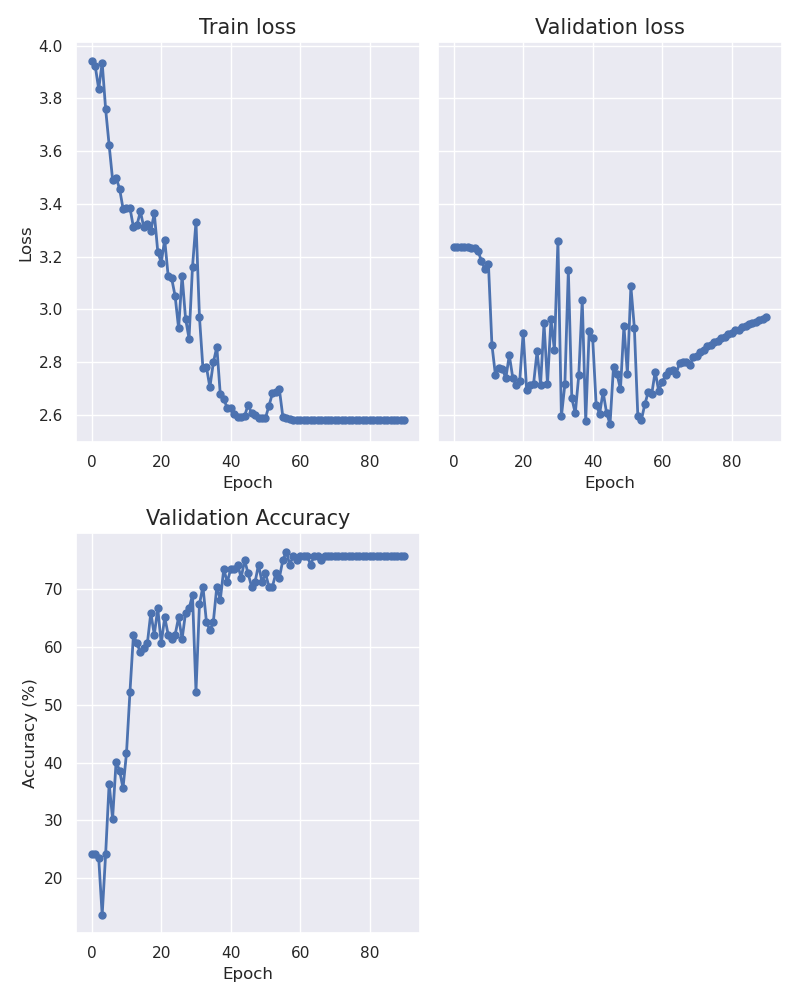 Train loss
Validation loss
4.0
3.8
3.6
3.4
3.2
3.0
2.8
2.6
Loss
0 20 40 60 80
0 20 40 60 80
Epoch
Epoch
Validation Accuracy
70
60
50
40
30
20
Accuracy (%)
0 20 40 60 80
Epoch